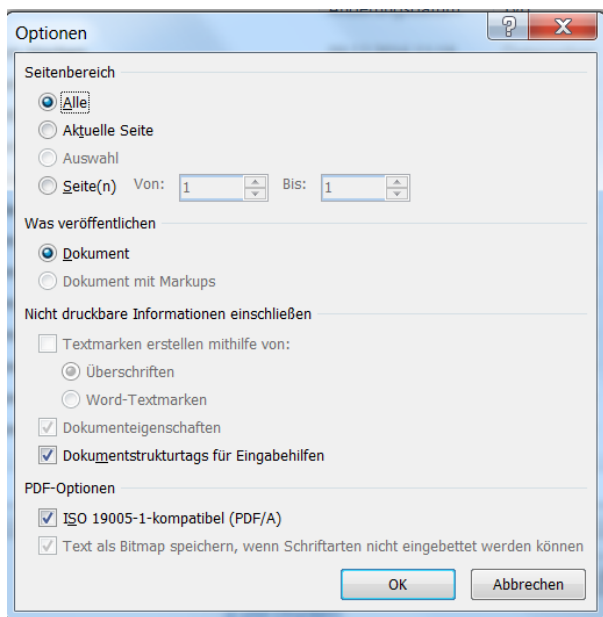 Optionen
Seitenbereich
Alle
Aktuelle Seite
Auswahl
Seite(n) Von: 1 Bis: 1
Was veröffentlichen
Dokument
Dokument mit Markups
Nicht druckbare Informationen einschließen
Textmarken erstellen mithilfe von:
Überschriften
Word-Textmarken
Dokumenteigenschaften
Dokumentstrukturtags für Eingabehilfen
PDF-Optionen
ISO 19005-1-kompatibel (PDF/A)
Text als Bitmap speichern, wenn Schriftarten nicht eingebettet werden können
OK Abbrechen